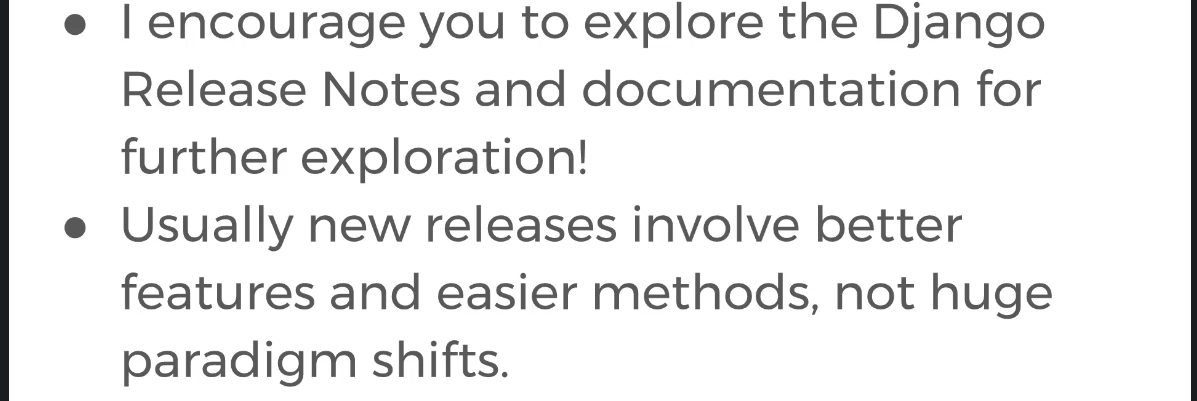 ● I encourage you to explore the Django
Release Notes and documentation for
further exploration!
● Usually new releases involve better
features and easier methods, not huge
paradigm shifts.